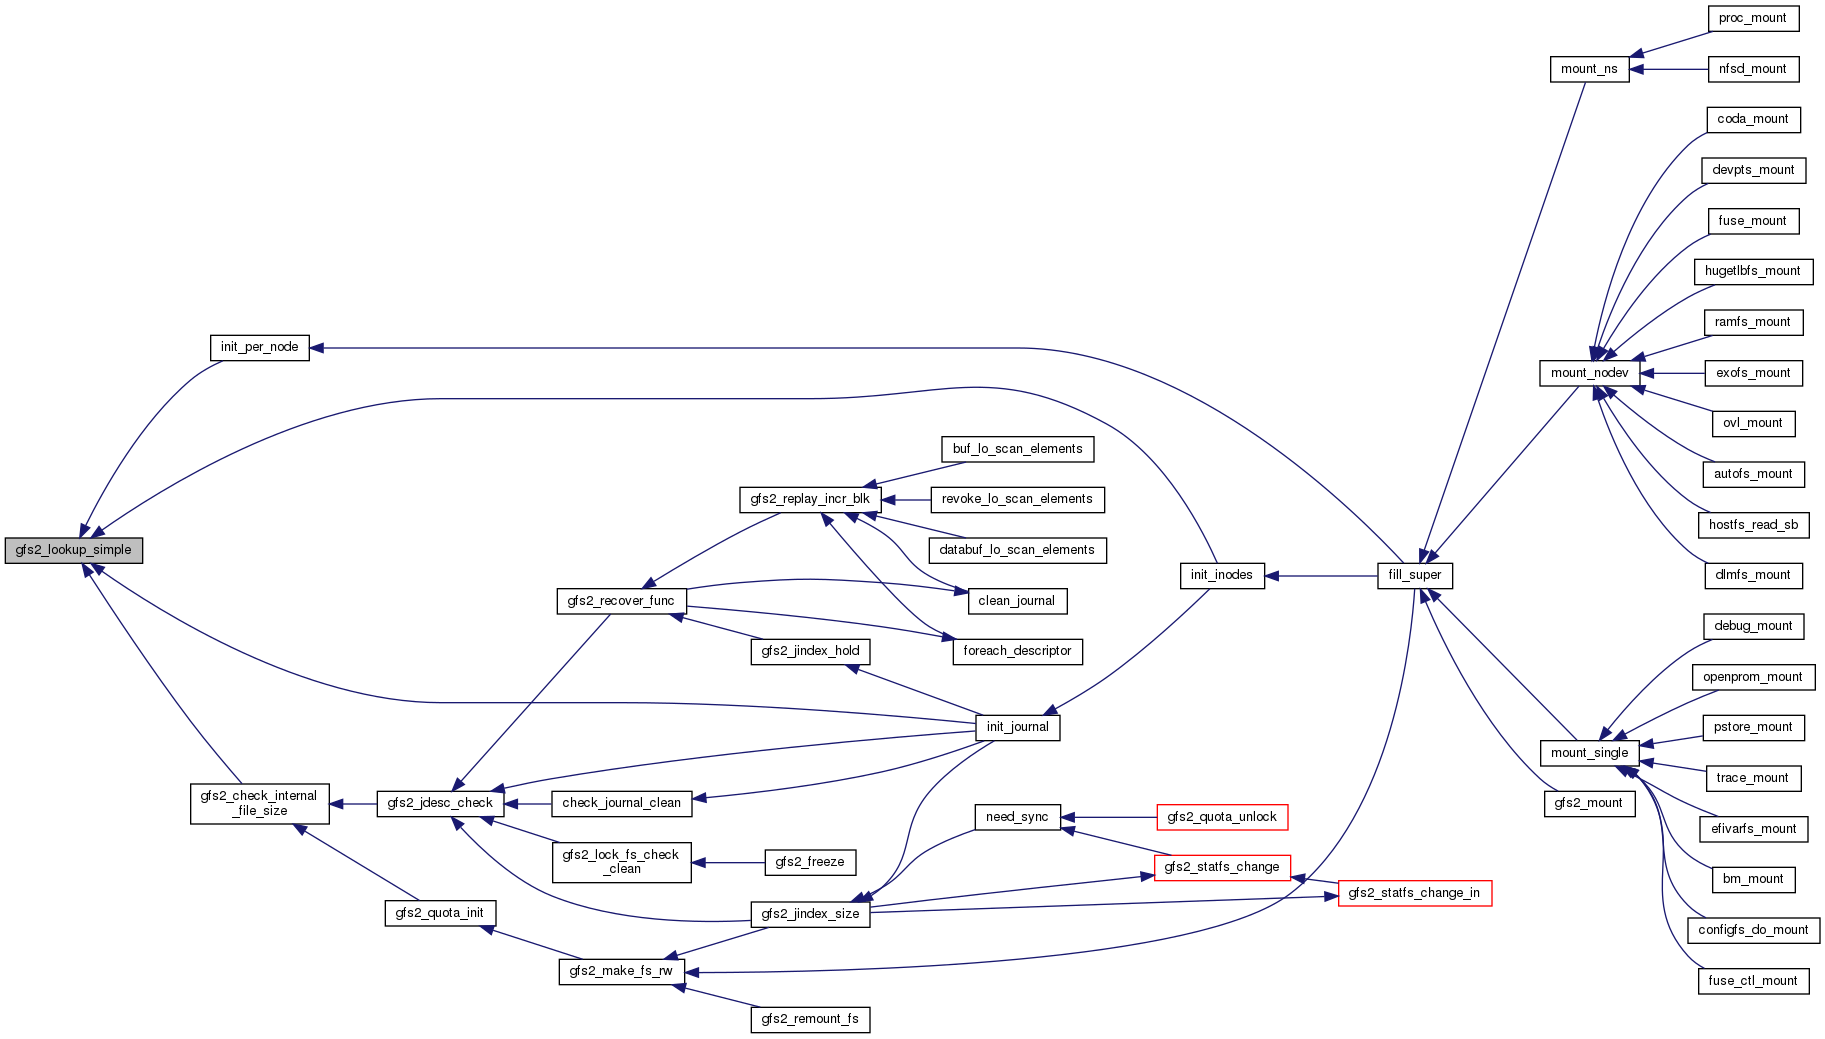 proc_mount
mount_ns
nfsd_mount
coda_mount
devpts_mount
fuse_mount
hugetlbfs_mount
ramfs_mount
init_per_node
mount_nodev
exofs_mount
ovl_mount
buf_lo_scan_elements
autofs_mount
gfs2_replay_incr_blk
revoke_lo_scan_elements
hostfs_read_sb
gfs2_lookup_simple
databuf_lo_scan_elements
init_inodes
fill_super
dlmfs_mount
gfs2_recover_func
clean_journal
debug_mount
gfs2_jindex_hold
foreach_descriptor
openprom_mount
init_journal
pstore_mount
mount_single
trace_mount
gfs2_check_internal
_file_size
gfs2_jdesc_check
check_journal_clean
gfs2_mount
need_sync
gfs2_quota_unlock
efivarfs_mount
gfs2_lock_fs_check
_clean
gfs2_freeze
gfs2_statfs_change
bm_mount
gfs2_statfs_change_in
gfs2_quota_init
gfs2_jindex_size
configfs_do_mount
gfs2_make_fs_rw
fuse_ctl_mount
gfs2_remount_fs